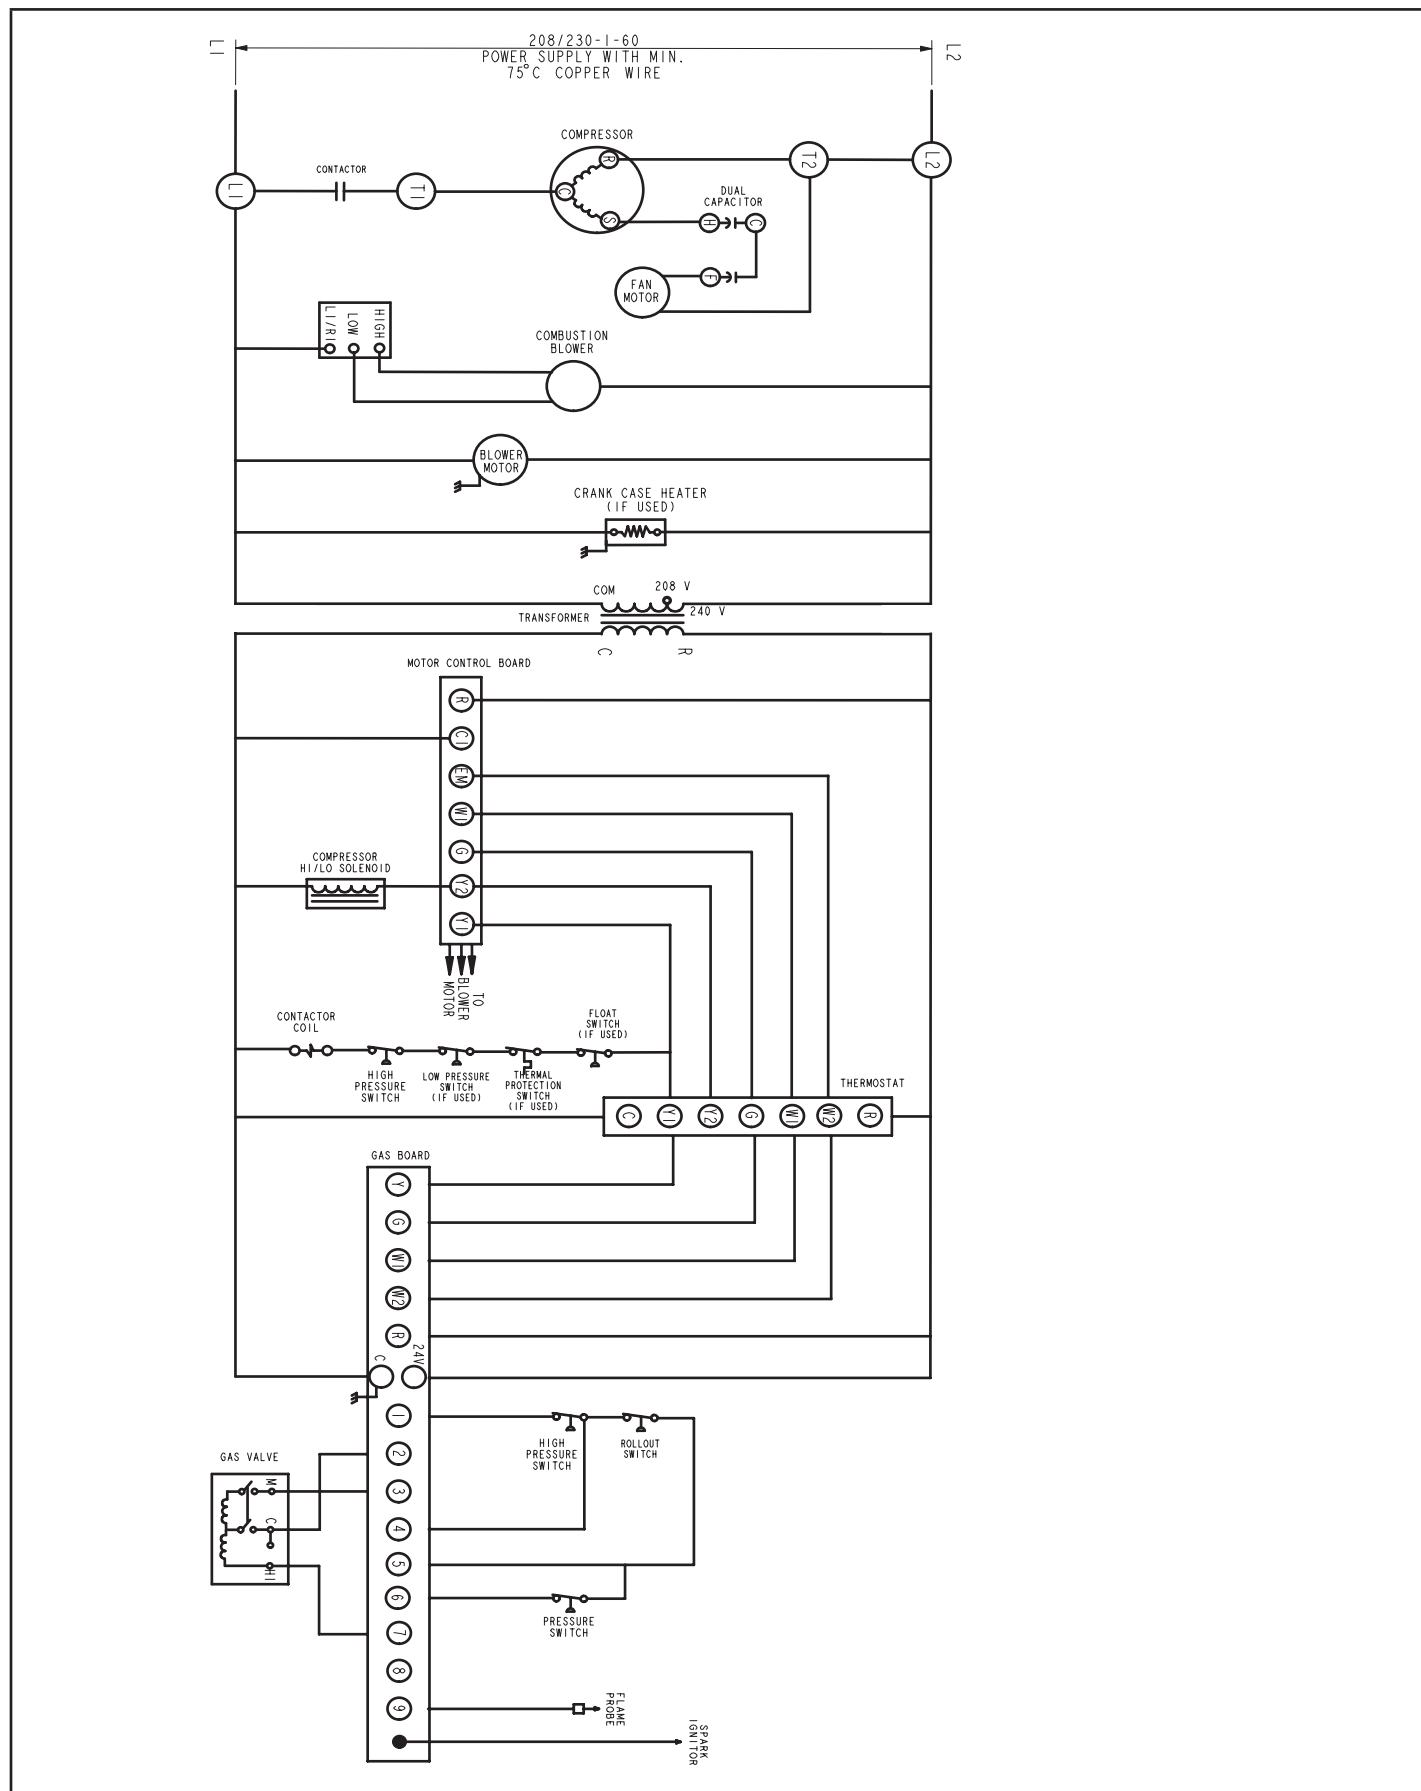 208/230-1-60
POWER SUPPLY WITH MIN.
75°C COPPER WIRE
L1
L2
COMPRESSOR
CONTACTOR
L1
T1
C
R
S
T2
L2
DUAL
CAPACITOR
H
C
F
FAN
MOTOR
L1/R1
LOW
HIGH
COMBUSTION
BLOWER
BLOWER
MOTOR
CRANK CASE HEATER
(IF USED)
COM
208 V
240 V
TRANSFORMER
C
R
MOTOR CONTROL BOARD
R
C1
EM
W1
G
Y2
Y1
COMPRESSOR
HI/LO SOLENOID
TO
BLOWER
MOTOR
CONTACTOR
COIL
HIGH
PRESSURE
SWITCH
LOW PRESSURE
SWITCH
(IF USED)
THERMAL
PROTECTION
SWITCH
(IF USED)
FLOAT
SWITCH
(IF USED)
THERMOSTAT
C
Y1
Y2
G
W1
W2
R
GAS BOARD
Y
G
W1
W2
R
C
24V
1
2
3
4
5
6
7
8
9
HIGH
PRESSURE
SWITCH
ROLLOUT
SWITCH
GAS VALVE
M
C
HI
PRESSURE
SWITCH
FLAME
PROBE
SPARK
IGNITOR